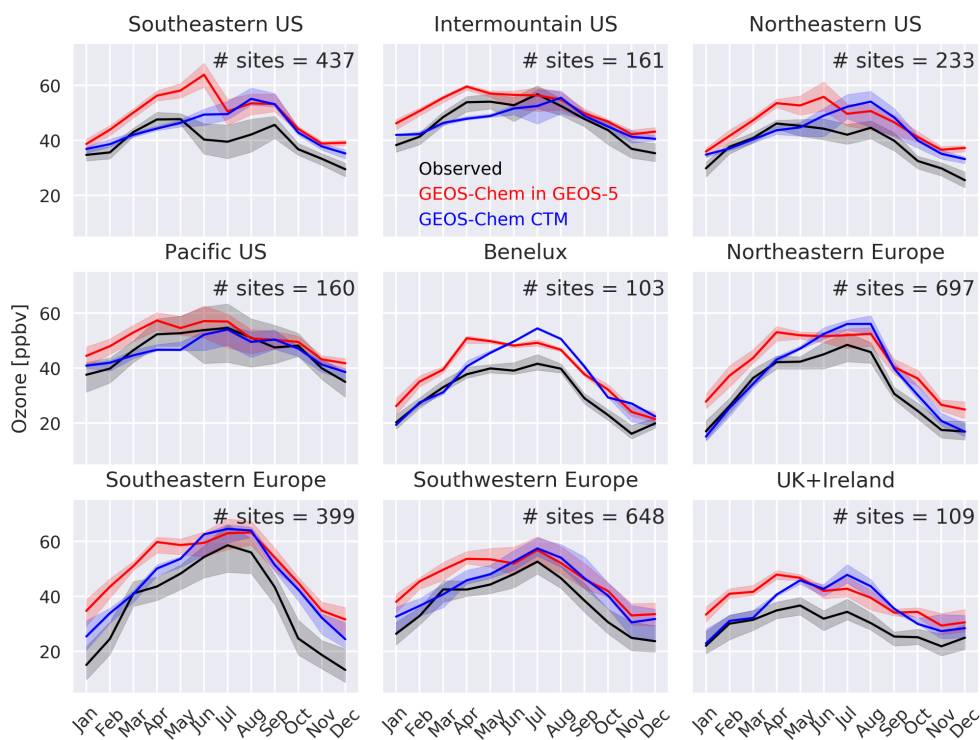 Southeastern US
Intermountain US
Northeastern US
# sites = 437
# sites = 161
# sites = 233
60
40
20
Observed
GEOS-Chem in GEOS-5
GEOS-Chem CTM
Pacific US
Benelux
Northeastern Europe
# sites = 160
# sites = 103
# sites = 697
Ozone [ppbv]
60
40
20
Southeastern Europe
Southwestern Europe
UK+Ireland
# sites = 399
# sites = 648
# sites = 109
60
40
20
Jan Feb Mar Apr May Jun Jul Aug Sep Oct Nov Dec
Jan Feb Mar Apr May Jun Jul Aug Sep Oct Nov Dec
Jan Feb Mar Apr May Jun Jul Aug Sep Oct Nov Dec